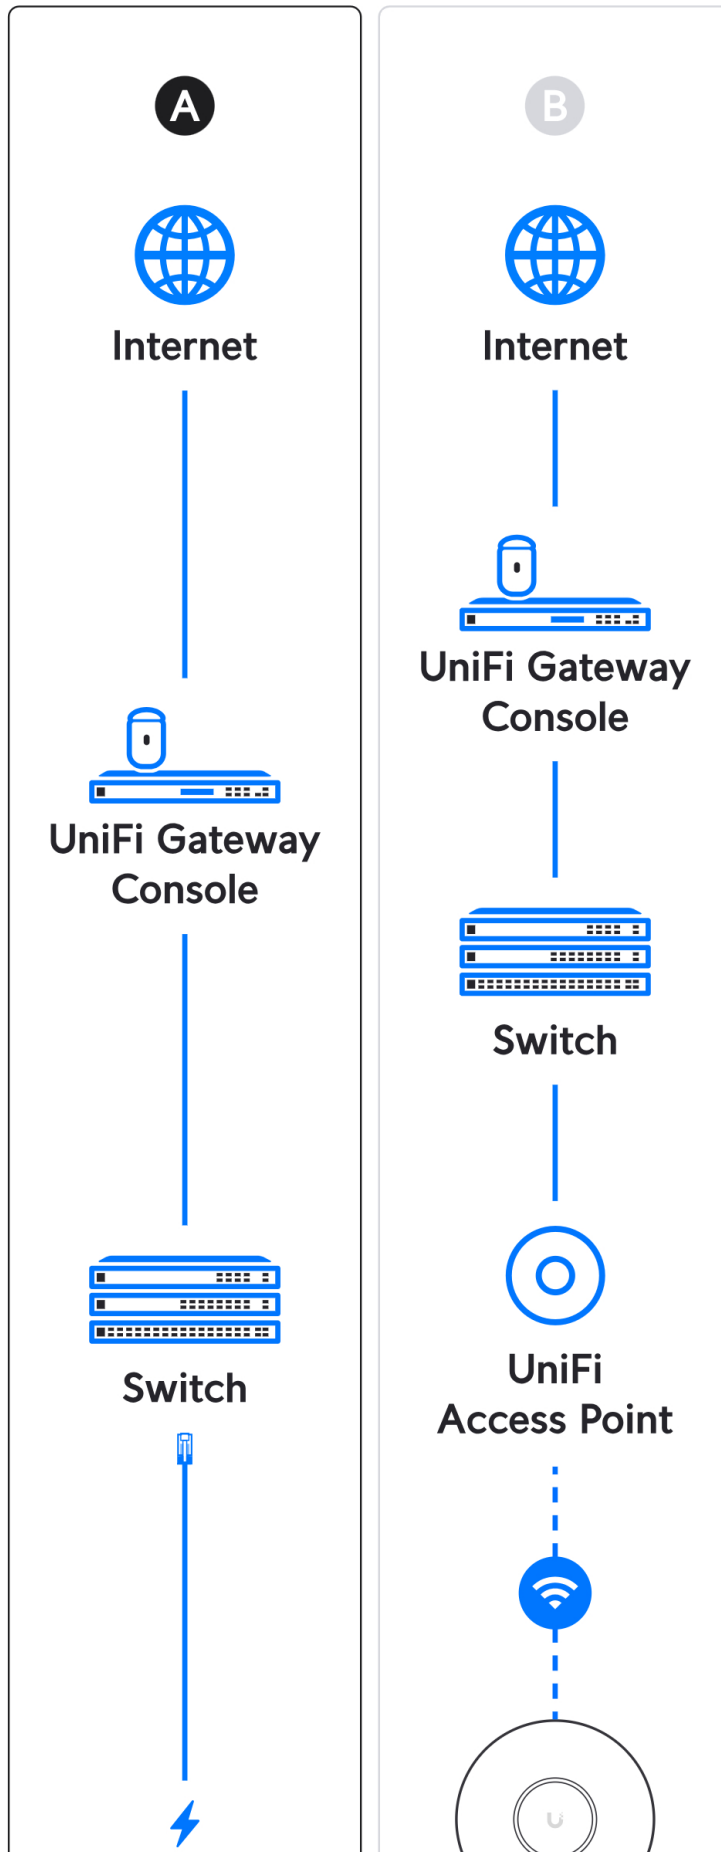 A
Internet
UniFi Gateway
Console
Switch
B
Internet
UniFi Gateway
Console
Switch
UniFi
Access Point
U